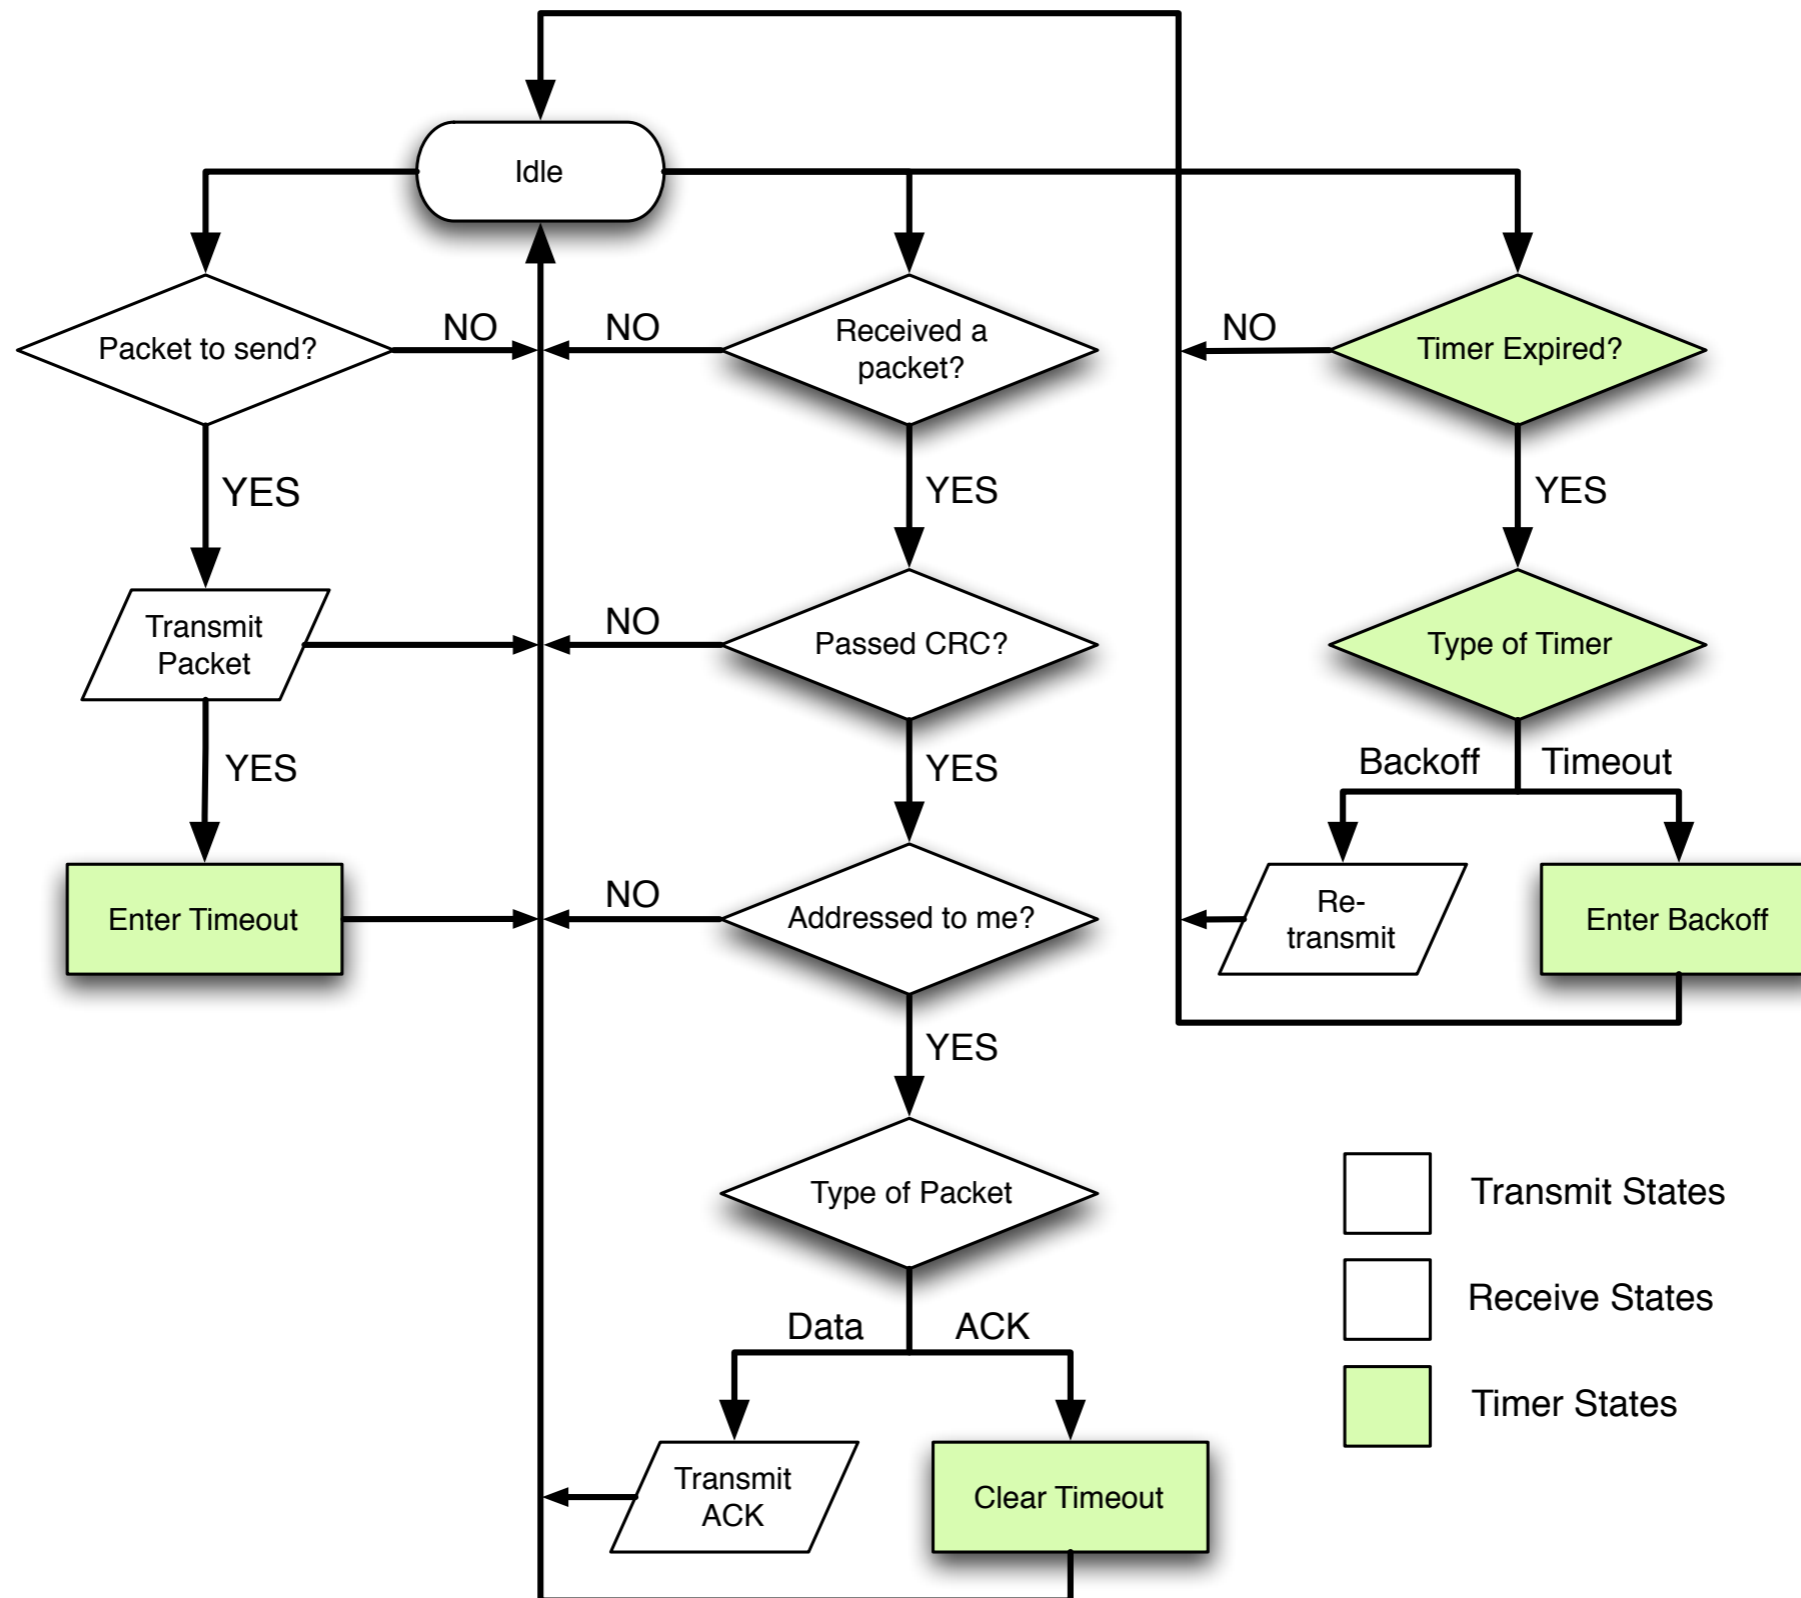 Idle
Packet to send?
NO
NO
Received a
packet?
NO
Timer Expired?
YES
YES
YES
Transmit
Packet
NO
Passed CRC?
Type of Timer
YES
YES
Backoff
Timeout
Enter Timeout
NO
Addressed to me?
Re-
transmit
Enter Backoff
YES
Type of Packet
Transmit States
Receive States
Data
ACK
Timer States
Transmit
ACK
Clear Timeout